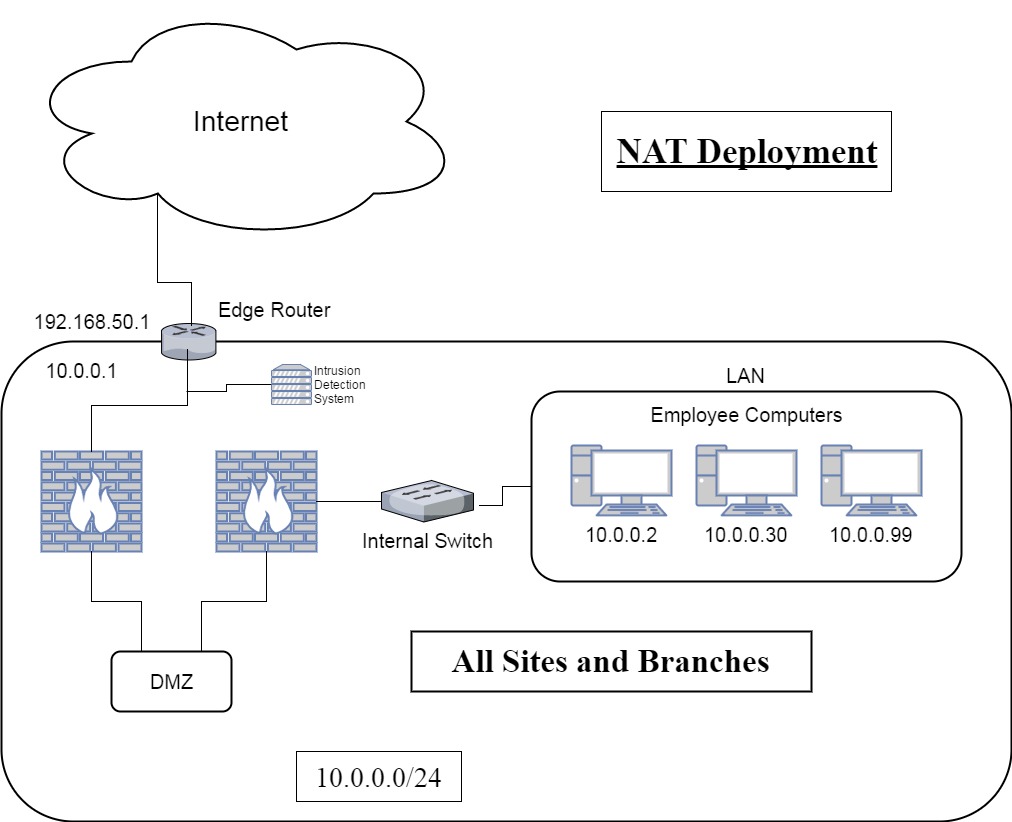 Internet
NAT Deployment
Edge Router
192.168.50.1
10.0.0.1
Intrusion
Detection
System
LAN
Employee Computers
10.0.0.2
10.0.0.30
10.0.0.99
Internal Switch
All Sites and Branches
DMZ
10.0.0.0/24